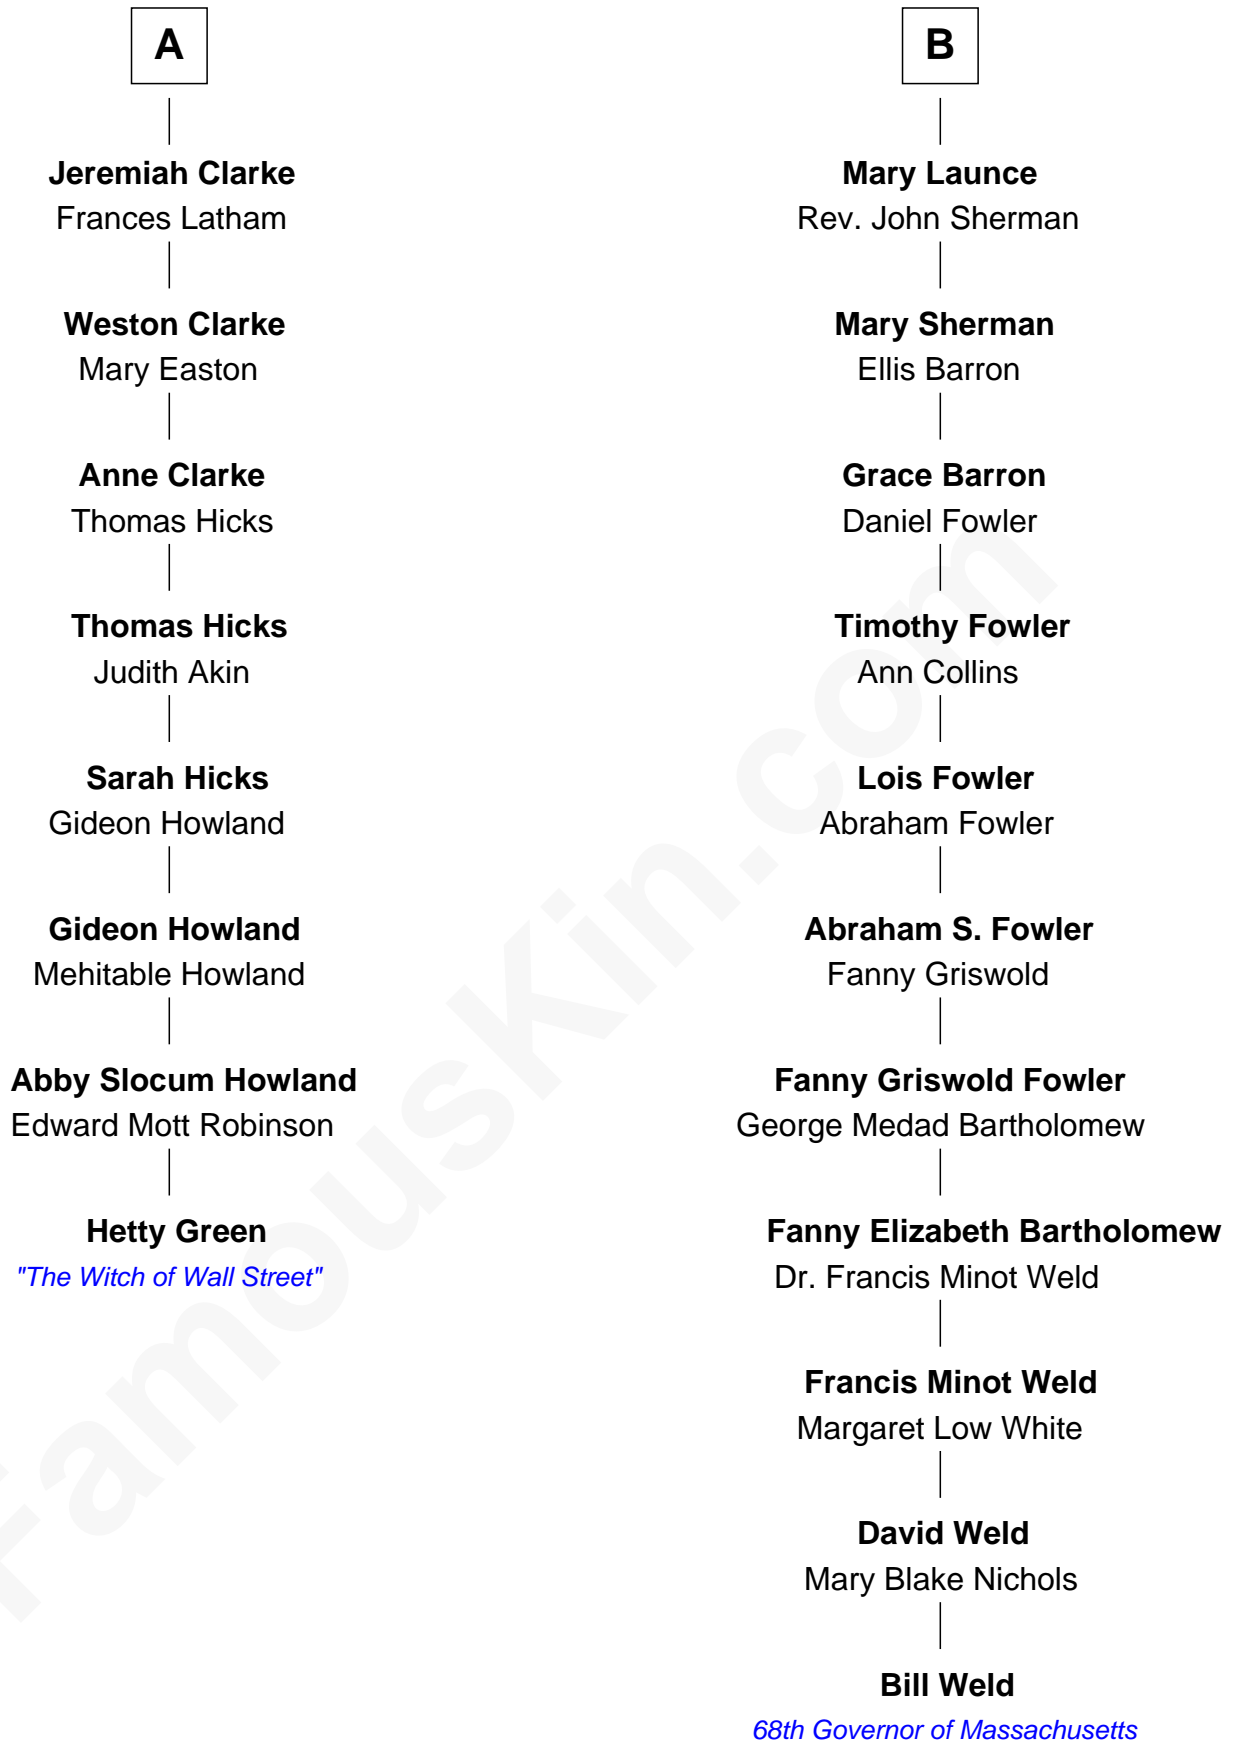 A
Jeremiah Clarke
Frances Latham
Weston Clarke
Mary Easton
Anne Clarke
Thomas Hicks
Thomas Hicks
Judith Akin
Sarah Hicks
Gideon Howland
Gideon Howland
Mehitable Howland
Abby Slocum Howland
Edward Mott Robinson
Hetty Green
"The Witch of Wall Street"
B
Mary Launce
Rev. John Sherman
Mary Sherman
Ellis Barron
Grace Barron
Daniel Fowler
Timothy Fowler
Ann Collins
Lois Fowler
Abraham Fowler
Abraham S. Fowler
Fanny Griswold
Fanny Griswold Fowler
George Medad Bartholomew
Fanny Elizabeth Bartholomew
Dr. Francis Minot Weld
Francis Minot Weld
Margaret Low White
David Weld
Mary Blake Nichols
Bill Weld
68th Governor of Massachusetts
FamousKin.com